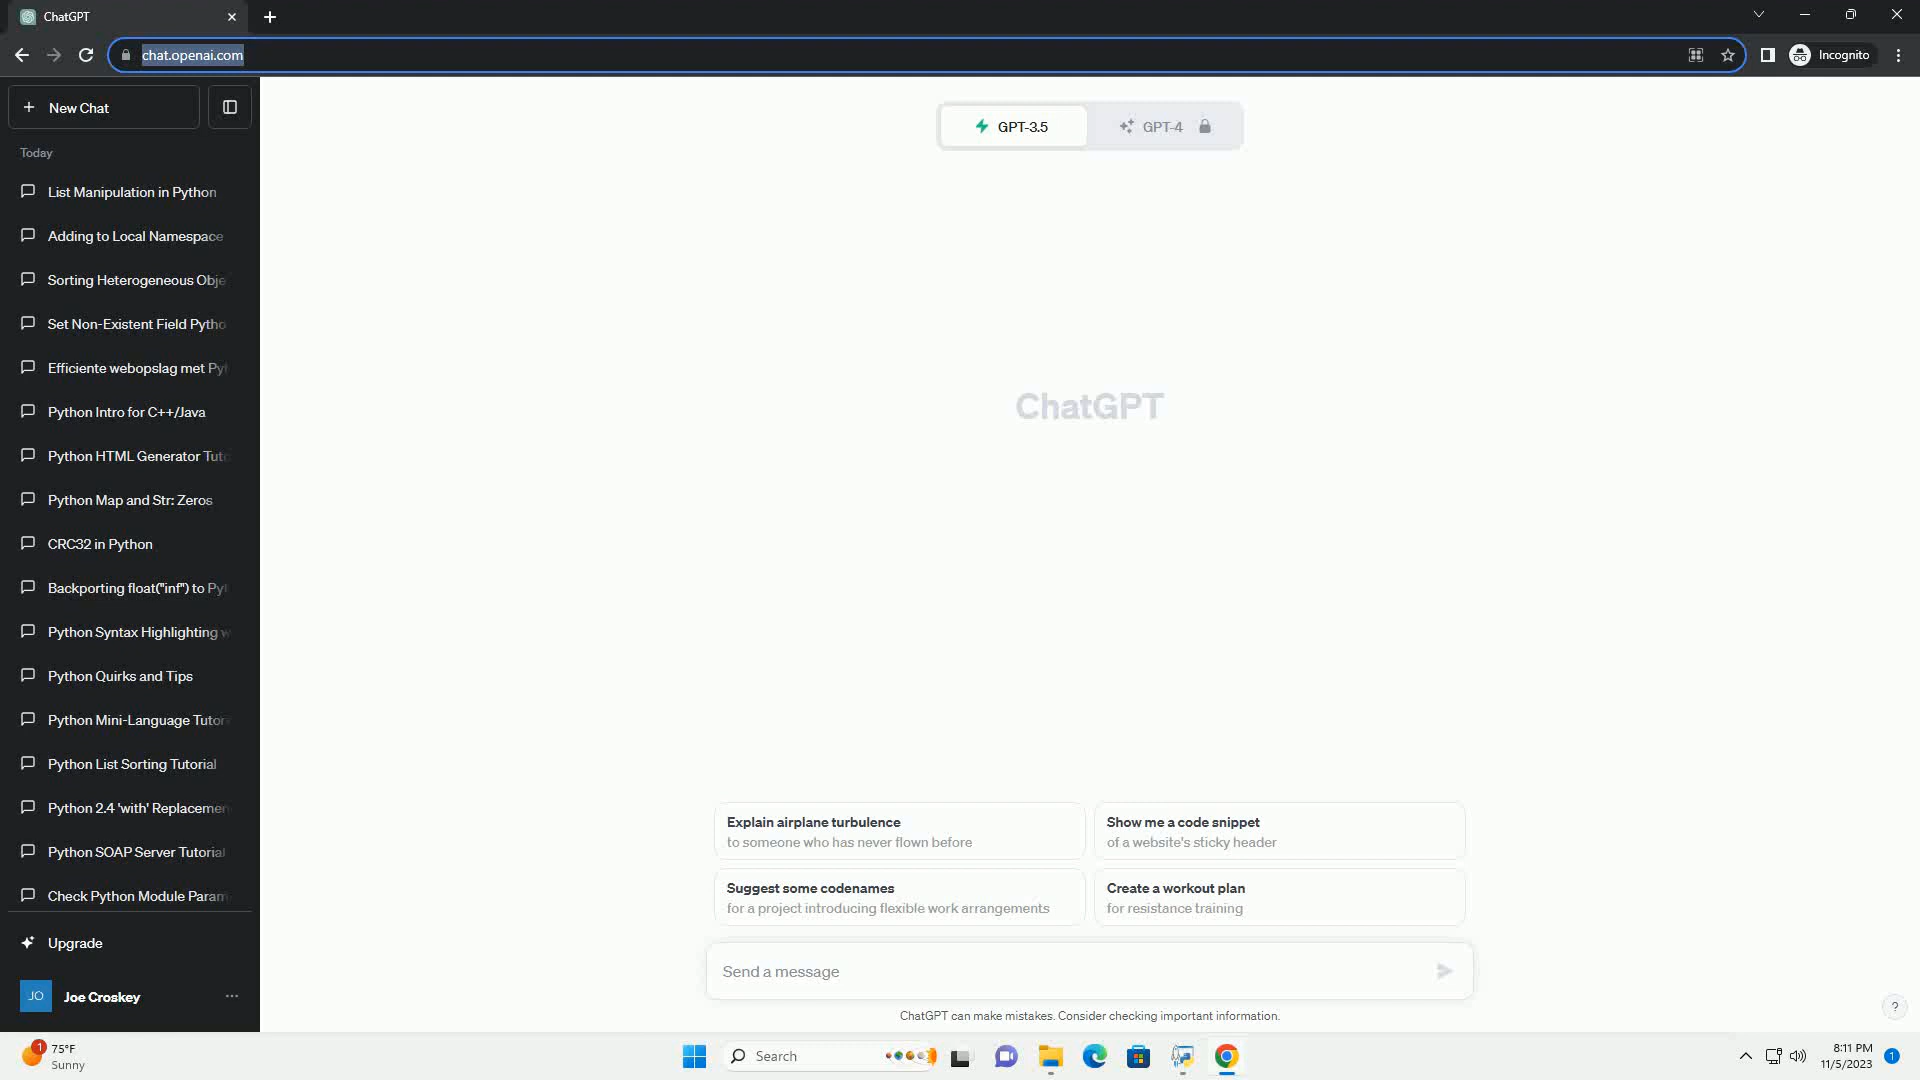 ChatGPT
chat.openai.com
Incognito
New Chat
Today
List Manipulation in Python
Adding to Local Namespace
Sorting Heterogeneous Obje
Set Non-Existent Field Pytho
Efficiente webopslag met Pyt
Python Intro for C++/Java
Python HTML Generator Tuto
Python Map and Str: Zeros
CRC32 in Python
Backporting float("inf") to Pyt
Python Syntax Highlighting w
Python Quirks and Tips
Python Mini-Language Tutori
Python List Sorting Tutorial
Python 2.4 'with' Replacemen
Python SOAP Server Tutorial
Check Python Module Param
Upgrade
JO
Joe Croskey
GPT-3.5
GPT-4
ChatGPT
Explain airplane turbulence
to someone who has never flown before
Show me a code snippet
of a website's sticky header
Suggest some codenames
for a project introducing flexible work arrangements
Create a workout plan
for resistance training
Send a message
ChatGPT can make mistakes. Consider checking important information.
?
1
75°F
Sunny
Search
8:11 PM
11/5/2023
1